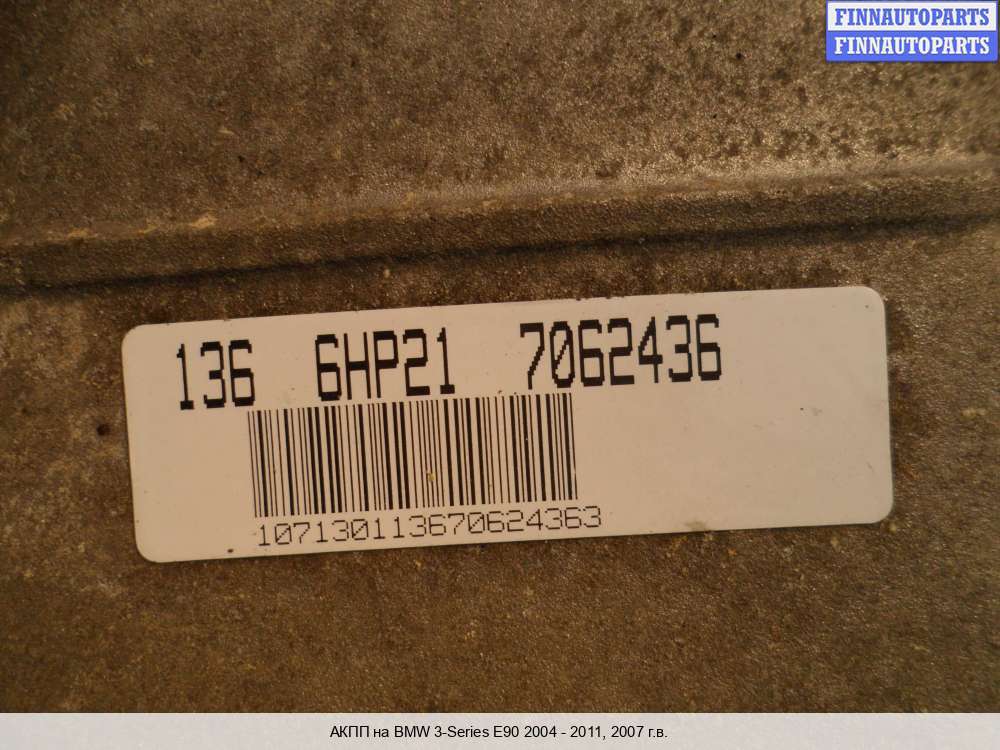 FINNAUTOPARTS
FINNAUTOPARTS
136 6HP21 7062436
107130113670624363
АКПП на BMW 3-Series E90 2004 - 2011, 2007 г.в.